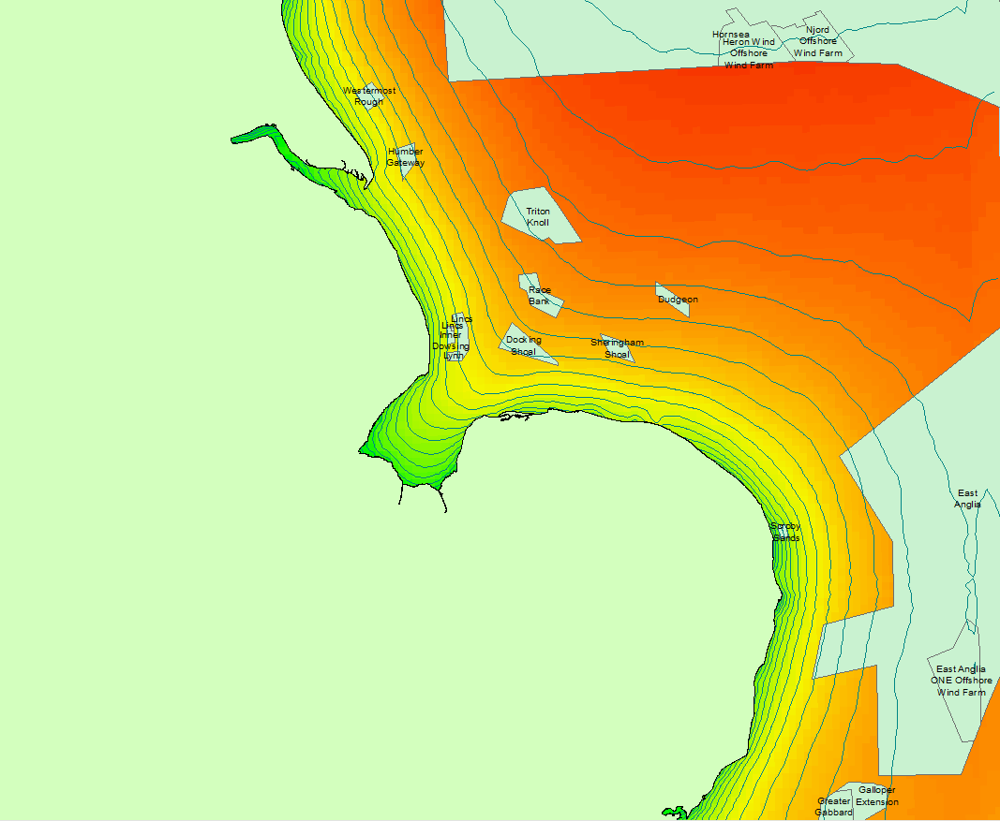 Hornsea
Heron Wind
Offshore
Wind Farm
Njord
Offshore
Wind Farm
Westermost
Rough
Humber
Gateway
Triton
Knoll
Race
Bank
Dudgeon
Lincs
Lincs
Inner
Dowsing
Lynn
Docking
Shoal
Sheringham
Shoal
East
Anglia
Scroby
Sands
East Anglia
ONE Offshore
Wind Farm
Galloper
Extension
Greater
Gabbard